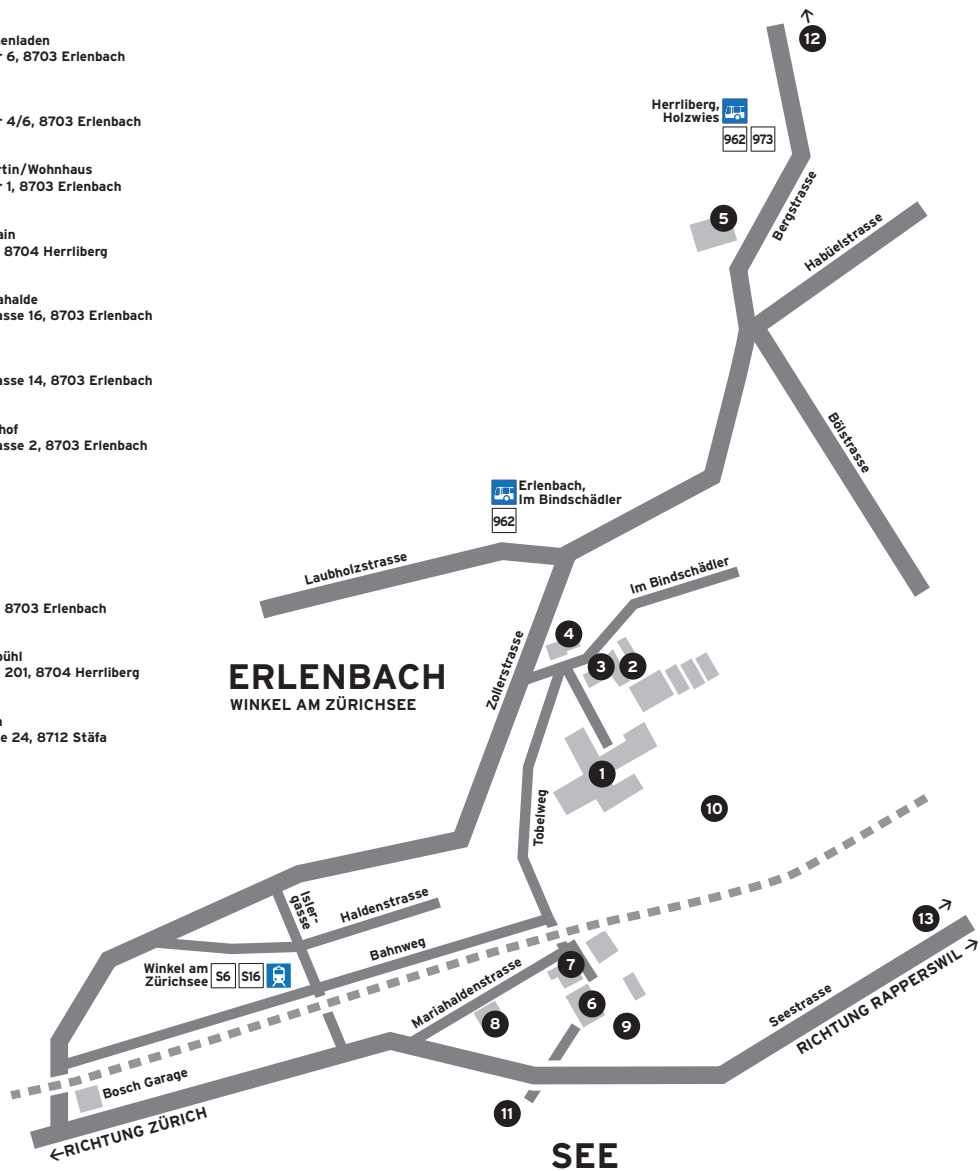 enladen
r 6, 8703 Erlenbach
r 4/6, 8703 Erlenbach
rtin/Wohnhaus
r 1, 8703 Erlenbach
ain
, 8704 Herrliberg
ahalde
asse 16, 8703 Erlenbach
asse 14, 8703 Erlenbach
hof
asse 2, 8703 Erlenbach
, 8703 Erlenbach
bühl
201, 8704 Herrliberg
n
e 24, 8712 Stäfa
12
Herrliberg,
Holzwies
962 973
5
Bergstrasse
Habüelstrasse
Bölstrasse
Erlenbach,
Im Bindschädler
962
Laubholzstrasse
Im Bindschädler
4
3
2
Zollerstrasse
ERLENBACH
WINKEL AM ZÜRICHSEE
1
10
Tobelweg
Isler-
gasse
Haldenstrasse
Bahnweg
13
Winkel am
Zürichsee S6 S16
Mariahaldenstrasse
7
6
8
9
Seestrasse
RICHTUNG RAPPERSWIL →
Bosch Garage
←RICHTUNG ZÜRICH
11
SEE